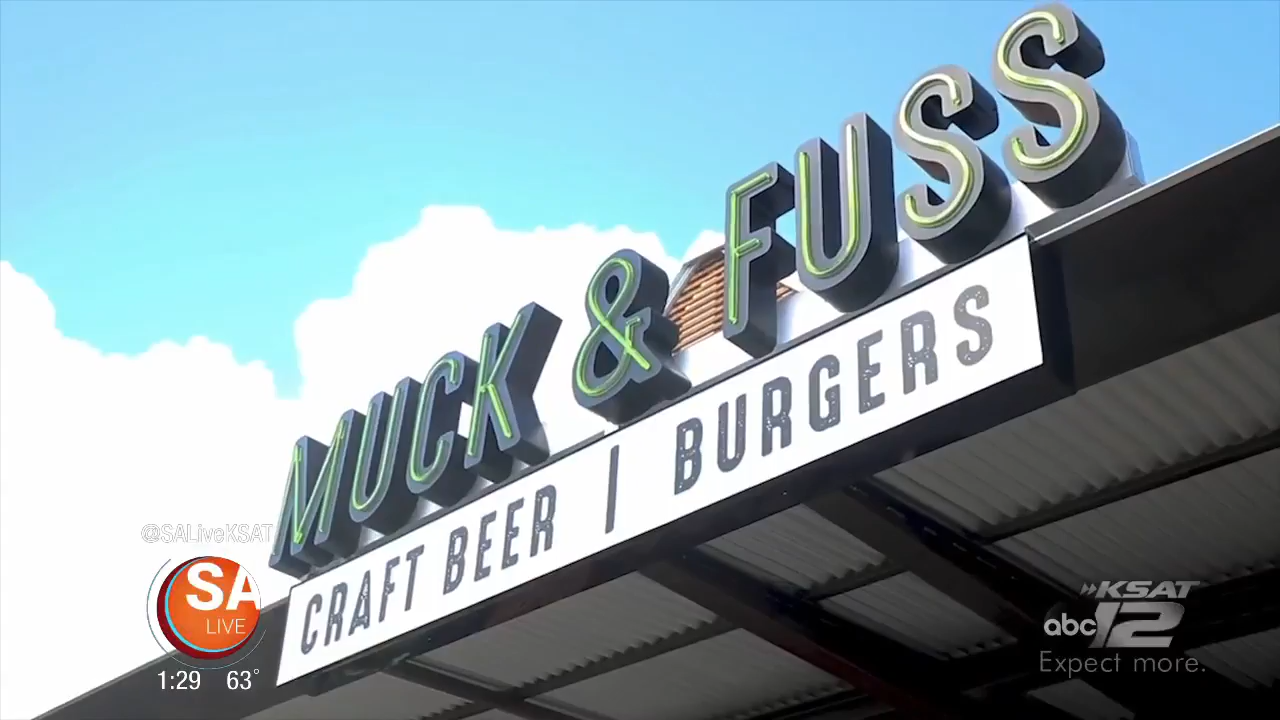 MUCK & FUSS
CRAFT BEER | BURGERS
@SALiveKSAT
SA
LIVE
1:29 63°
KSAT
abc 12
Expect more.